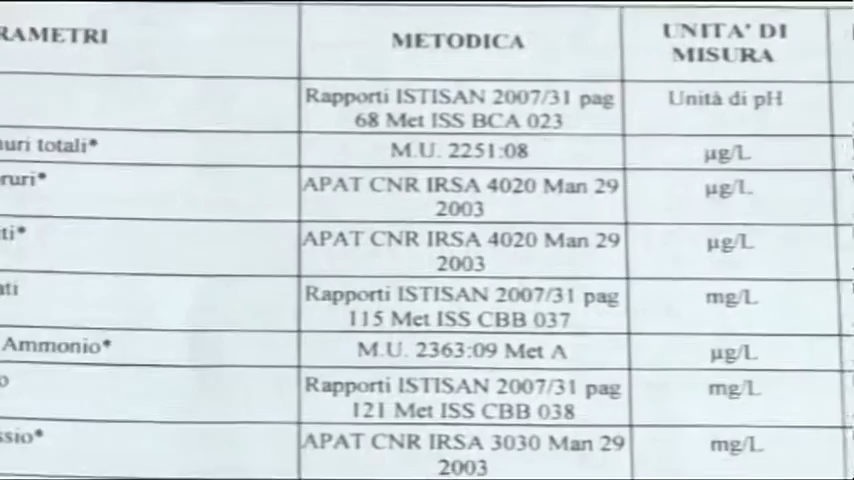 RAMETRI METODICA UNITA' DI
MISURA
Rapporti ISTISAN 2007/31 pag Unità di pH
68 Met ISS BCA 023
nuri totali* M.U. 2251:08 µg/L
ruri* APAT CNR IRSA 4020 Man 29 µg/L
2003
ti* APAT CNR IRSA 4020 Man 29 µg/L
2003
ati Rapporti ISTISAN 2007/31 pag mg/L
115 Met ISS CBB 037
Ammonio* M.U. 2363:09 Met A µg/L
o Rapporti ISTISAN 2007/31 pag mg/L
121 Met ISS CBB 038
ssio* APAT CNR IRSA 3030 Man 29 mg/L
2003